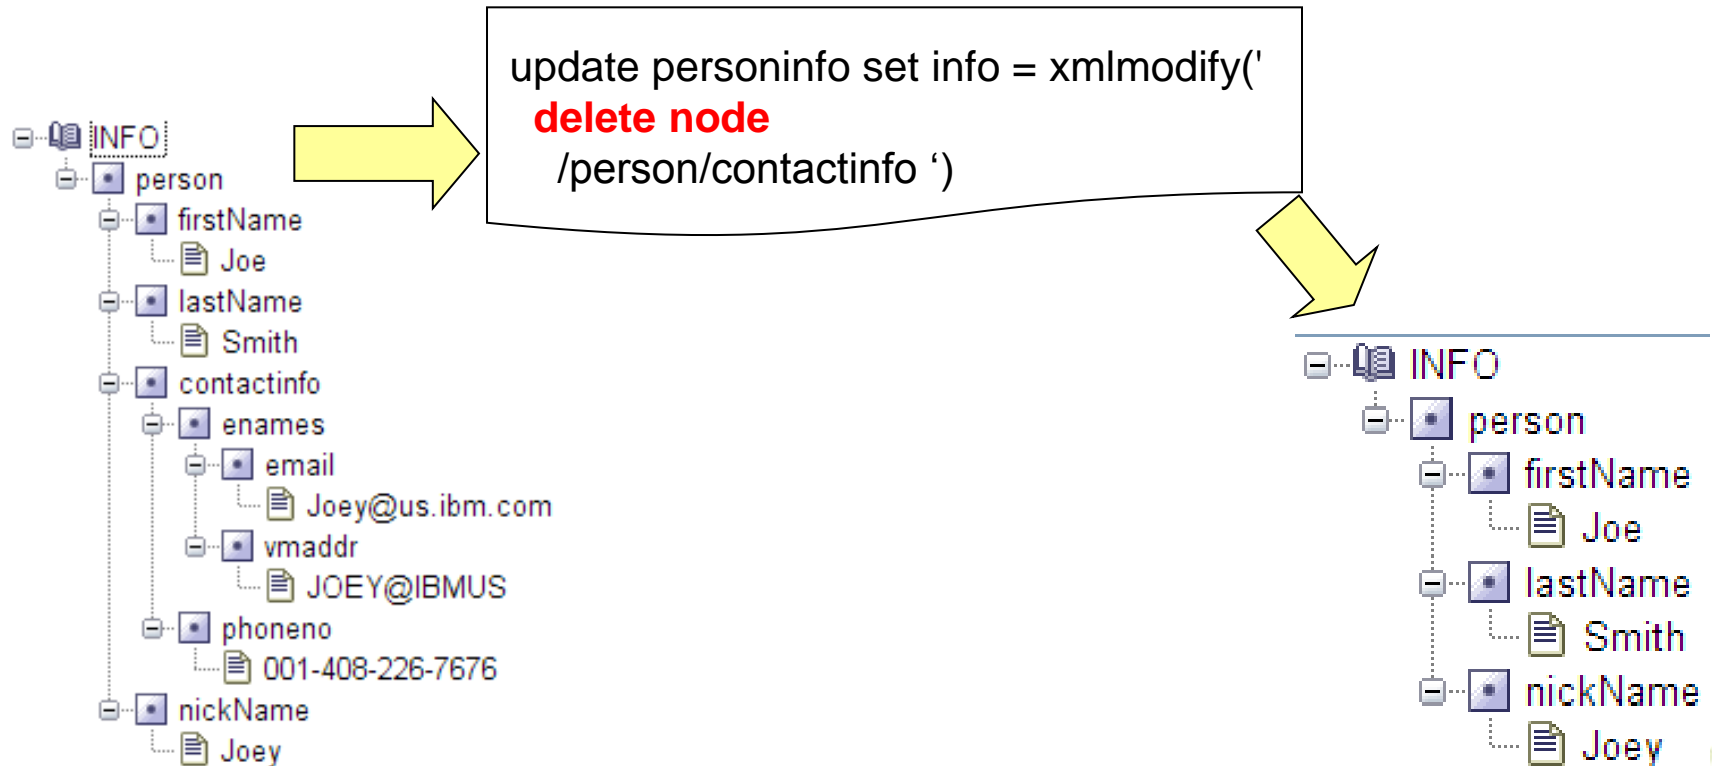 update personinfo set info = xmlmodify('
delete node
/person/contactinfo ‘)
INFO
person
firstName
Joe
lastName
Smith
contactinfo
enames
email
Joey@us.ibm.com
vmaddr
JOEY@IBMUS
phoneno
001-408-226-7676
nickName
Joey
INFO
person
firstName
Joe
lastName
Smith
nickName
Joey